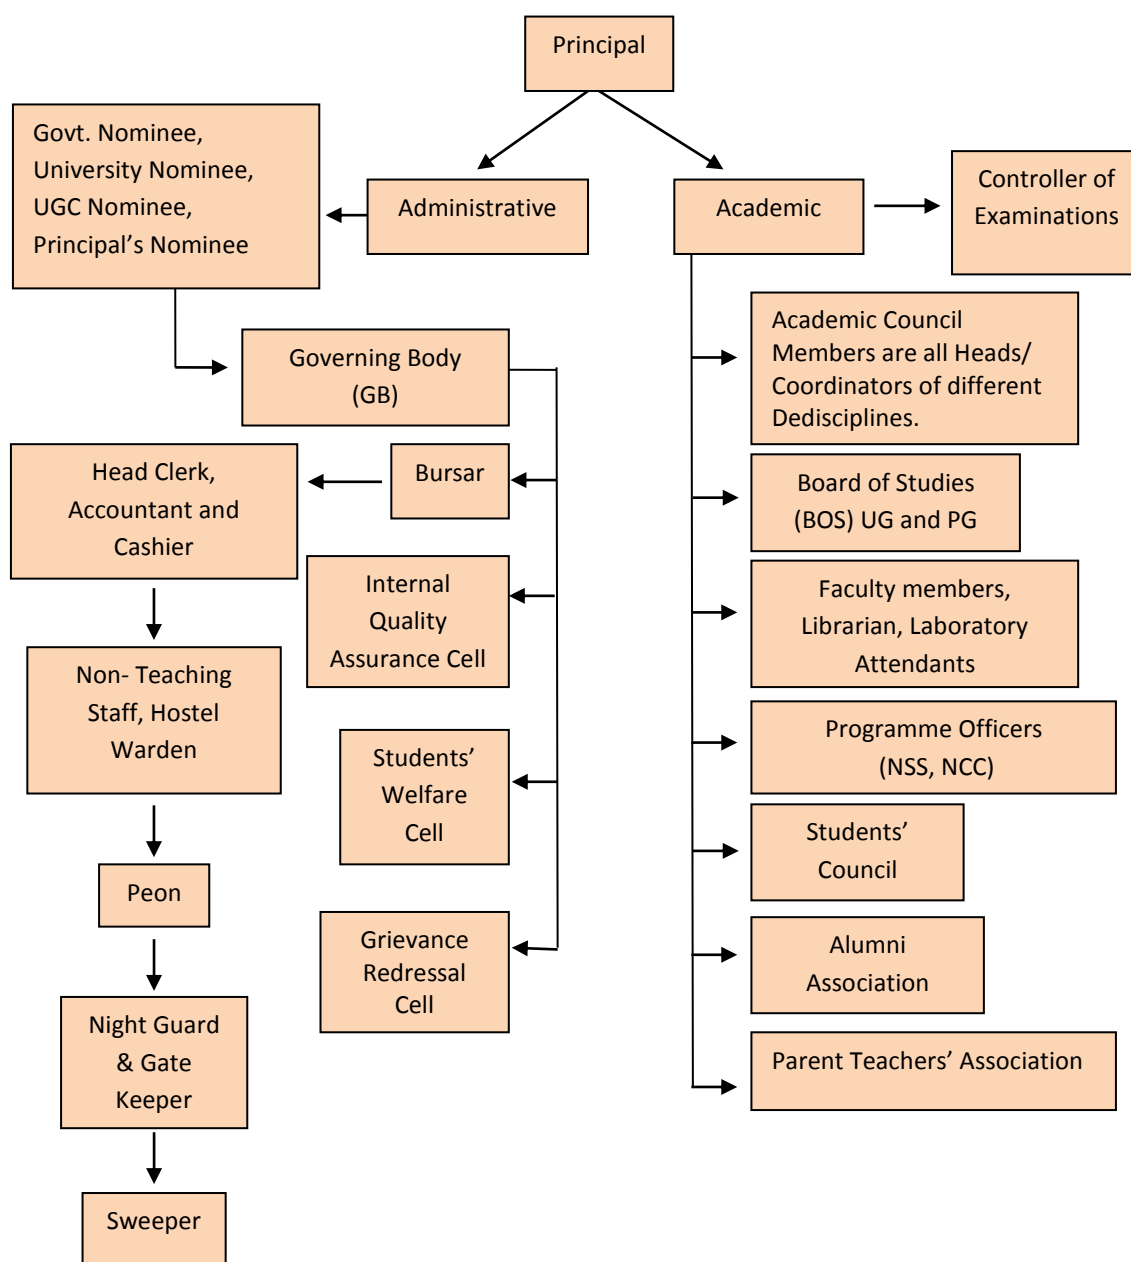 Principal
Govt. Nominee,
University Nominee,
UGC Nominee,
Principal’s Nominee
Administrative
Academic
Controller of
Examinations
Governing Body
(GB)
Academic Council
Members are all Heads/
Coordinators of different
Dedisciplines.
Head Clerk,
Accountant and
Cashier
Bursar
Board of Studies
(BOS) UG and PG
Internal
Quality
Assurance Cell
Faculty members,
Librarian, Laboratory
Attendants
Non- Teaching
Staff, Hostel
Warden
Students’
Welfare
Cell
Programme Officers
(NSS, NCC)
Students’
Council
Peon
Grievance
Redressal
Cell
Alumni
Association
Night Guard
& Gate
Keeper
Parent Teachers’ Association
Sweeper